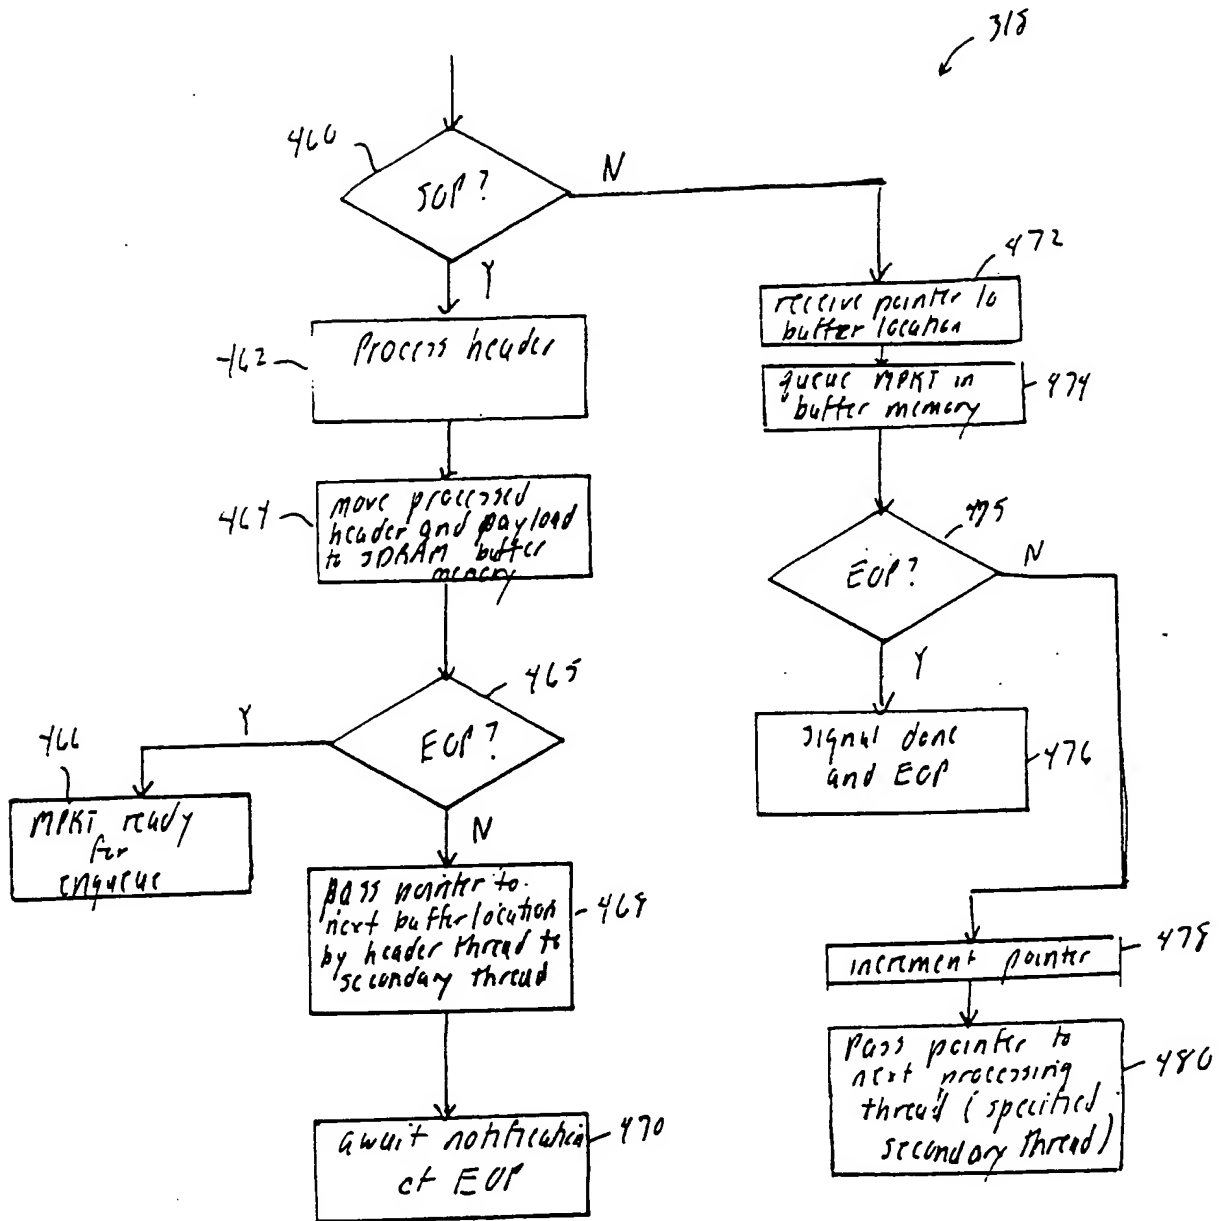 318
460
SOP?
N
Y
462
Process header
472
receive pointer to
buffer location
queue MPKT in
buffer memory
474
464
move processed
header and payload
to SDRAM buffer
memory
475
EOP?
N
Y
465
EOP?
Y
N
466
MPKT ready
for
enqueue
signal done
and EOP
476
pass pointer to
next buffer location
by header thread to
secondary thread
468
increment pointer
478
Pass pointer to
next processing
thread (specified
secondary thread)
480
await notification
of EOP
470